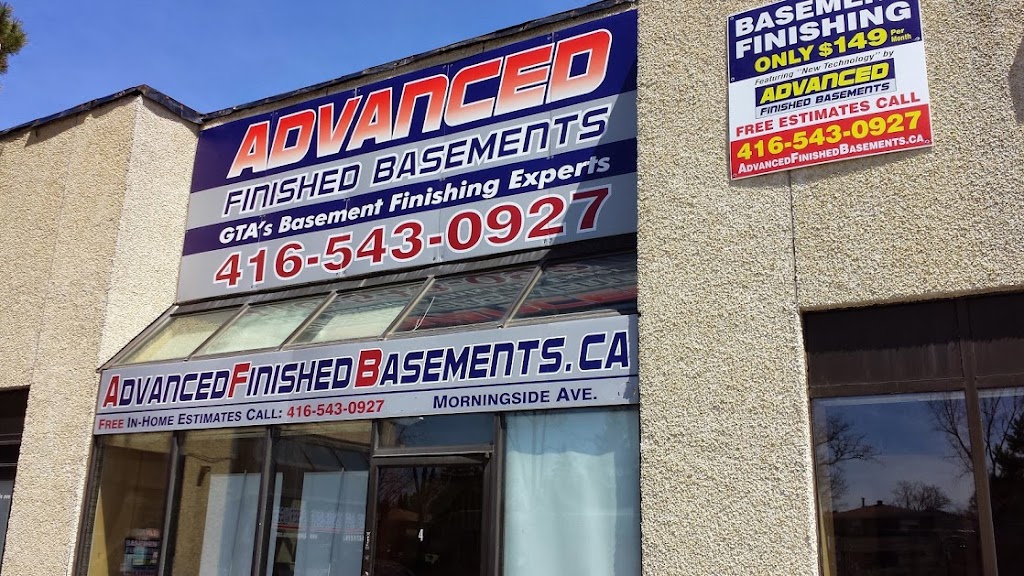 ADVANCED
FINISHED BASEMENTS
GTA's Basement Finishing Experts
416-543-0927
ADVANCEDFINISHEDBASEMENTS.CA
FREE IN-HOME ESTIMATES CALL: 416-543-0927 MORNINGSIDE AVE.
4
BASEMENT
FINISHING
ONLY $149 Per Month
Featuring "New Technology" by
ADVANCED
FINISHED BASEMENTS
FREE ESTIMATES CALL
416-543-0927
ADVANCEDFINISHEDBASEMENTS.CA